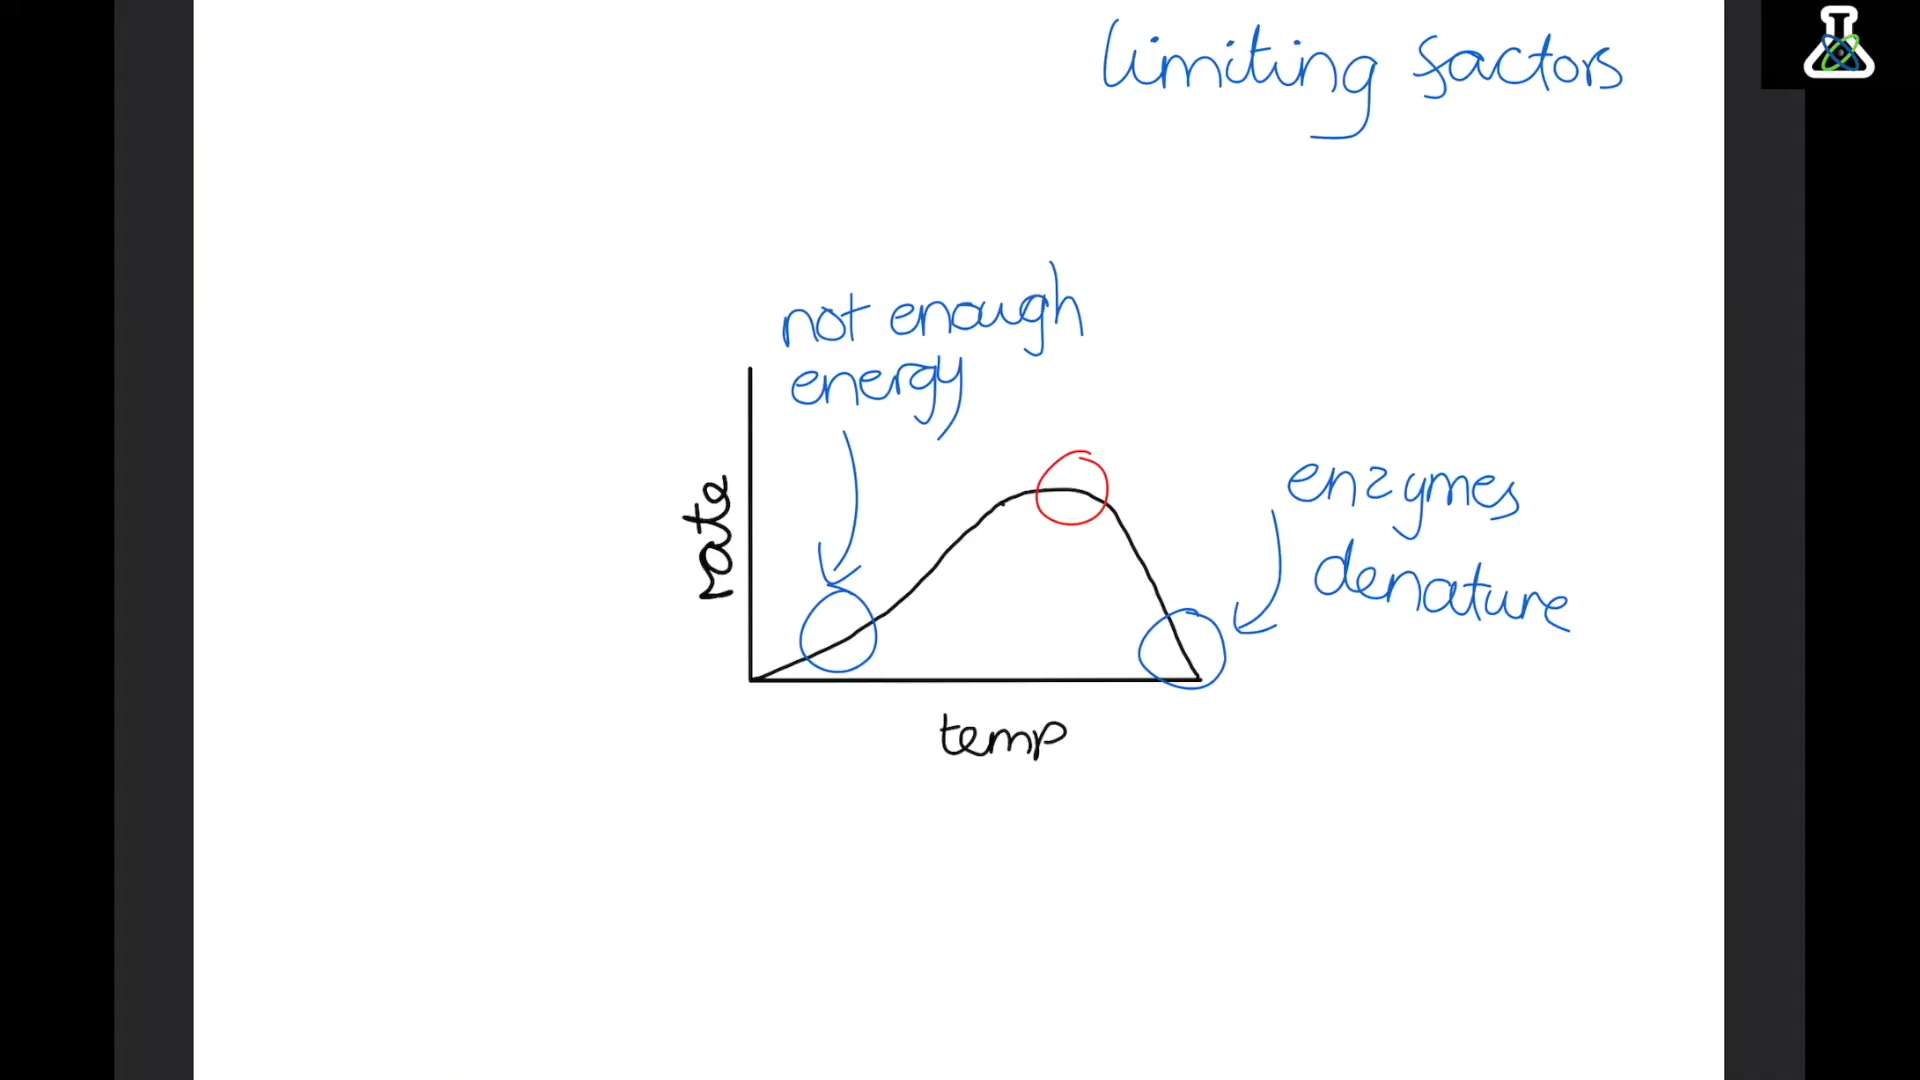 limiting factors
not enough
energy
enzymes
denature
rate
temp